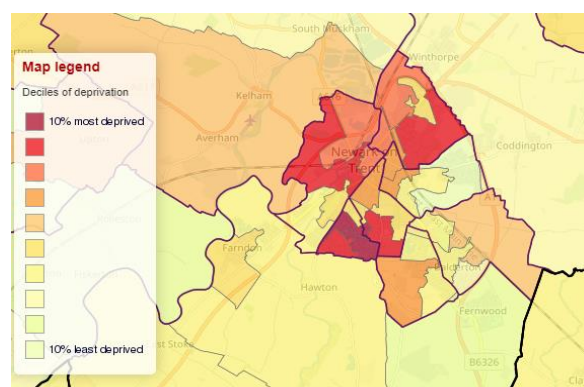 South Muskham
Winthorpe
Map legend
Deciles of deprivation
10% most deprived
Kelham
Averham
Coddington
Newark on
Trent
Farndon
Balderton
Hawton
Fernwood
10% least deprived
B6326